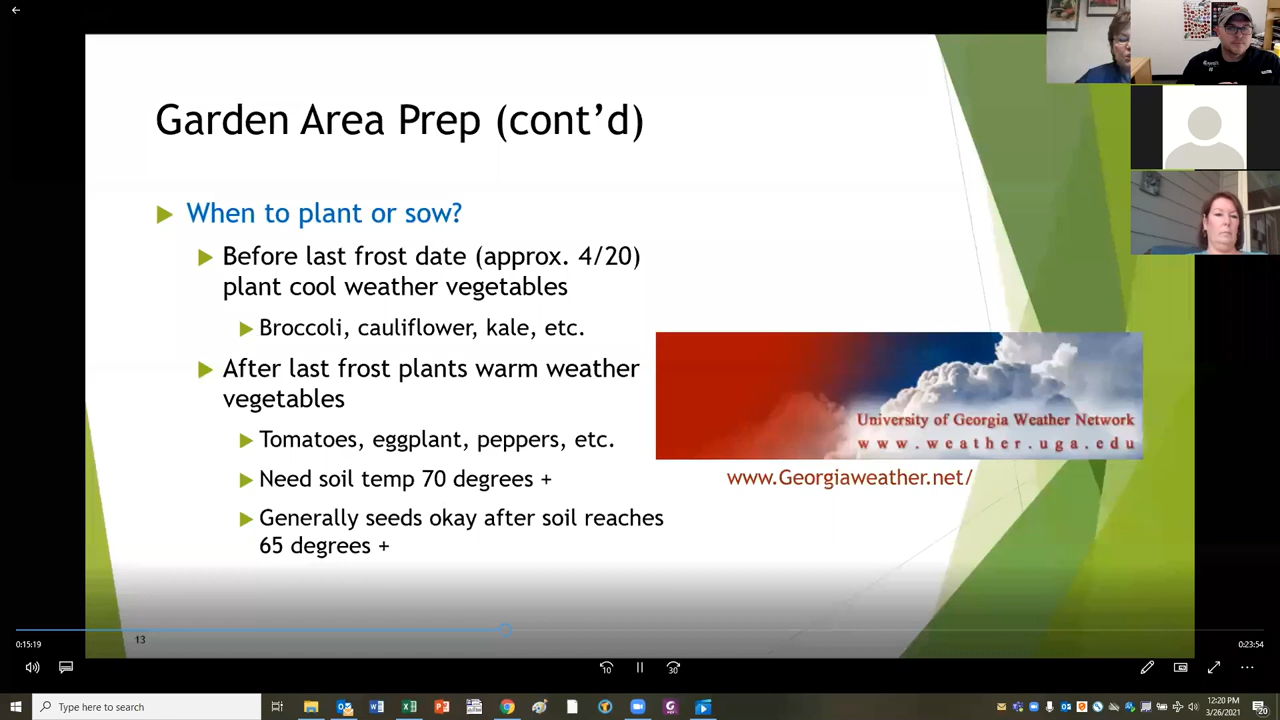 Garden Area Prep (cont'd)
When to plant or sow?
Before last frost date (approx. 4/20)
plant cool weather vegetables
Broccoli, cauliflower, kale, etc.
After last frost plants warm weather
vegetables
Tomatoes, eggplant, peppers, etc.
Need soil temp 70 degrees +
Generally seeds okay after soil reaches
65 degrees +
University of Georgia Weather Network
www.weather.uga.edu
www.Georgiaweather.net/
13
0:15:19
0:23:54
10
30
Type here to search
12:20 PM
3/26/2021
20